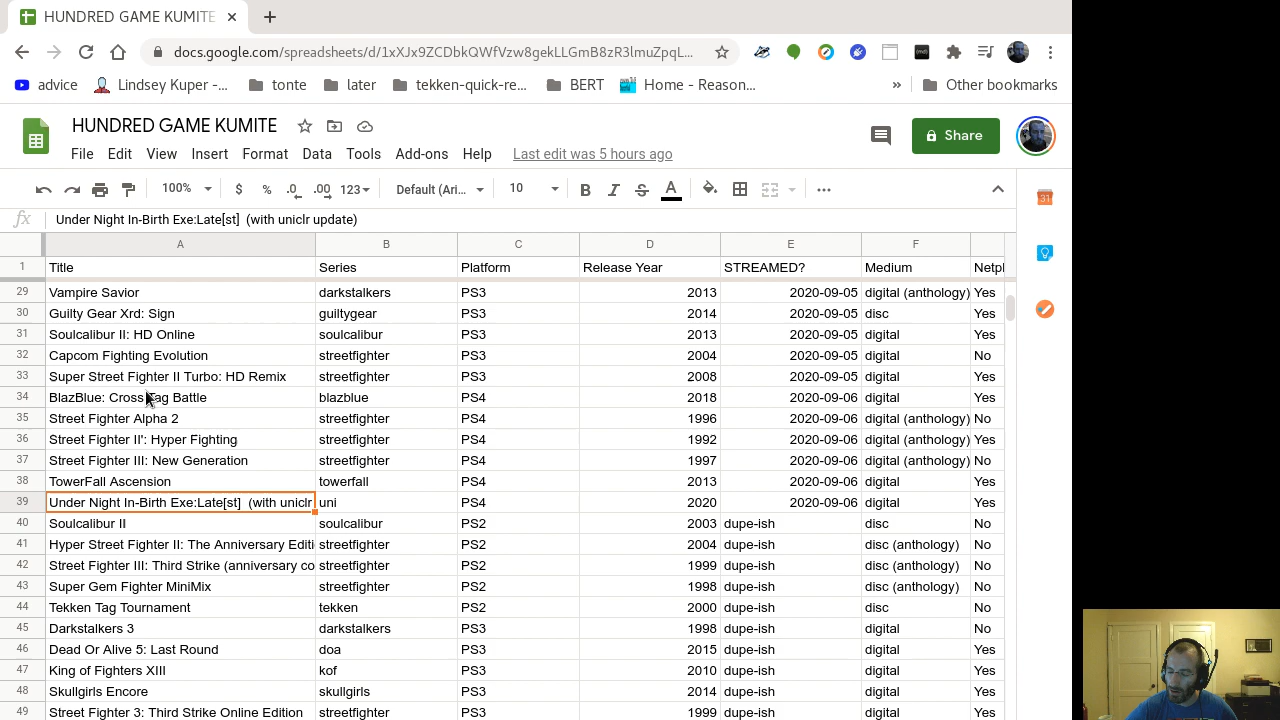 HUNDRED GAME KUMITE
docs.google.com/spreadsheets/d/1xXJx9ZCDbkQWfVzw8gekLLGmB8zR3lmuZpqL...
advice Lindsey Kuper -... tonte later tekken-quick-re... BERT Home - Reason... » Other bookmarks
HUNDRED GAME KUMITE
Share
File Edit View Insert Format Data Tools Add-ons Help Last edit was 5 hours ago
100% $ % .0 .00 123 Default (Ari... 10 B I S A
fx Under Night In-Birth Exe:Late[st] (with uniclr update)
A B C D E F
1 Title Series Platform Release Year STREAMED? Medium Netpl
29 Vampire Savior darkstalkers PS3 2013 2020-09-05 digital (anthology) Yes
30 Guilty Gear Xrd: Sign guiltygear PS3 2014 2020-09-05 disc Yes
31 Soulcalibur II: HD Online soulcalibur PS3 2013 2020-09-05 digital Yes
32 Capcom Fighting Evolution streetfighter PS3 2004 2020-09-05 digital No
33 Super Street Fighter II Turbo: HD Remix streetfighter PS3 2008 2020-09-05 digital Yes
34 BlazBlue: Cross Tag Battle blazblue PS4 2018 2020-09-06 digital Yes
35 Street Fighter Alpha 2 streetfighter PS4 1996 2020-09-06 digital (anthology) No
36 Street Fighter II': Hyper Fighting streetfighter PS4 1992 2020-09-06 digital (anthology) Yes
37 Street Fighter III: New Generation streetfighter PS4 1997 2020-09-06 digital (anthology) No
38 TowerFall Ascension towerfall PS4 2013 2020-09-06 digital Yes
39 Under Night In-Birth Exe:Late[st] (with uniclr uni PS4 2020 2020-09-06 digital Yes
40 Soulcalibur II soulcalibur PS2 2003 dupe-ish disc No
41 Hyper Street Fighter II: The Anniversary Editi streetfighter PS2 2004 dupe-ish disc (anthology) No
42 Street Fighter III: Third Strike (anniversary co streetfighter PS2 1999 dupe-ish disc (anthology) No
43 Super Gem Fighter MiniMix streetfighter PS2 1998 dupe-ish disc (anthology) No
44 Tekken Tag Tournament tekken PS2 2000 dupe-ish disc No
45 Darkstalkers 3 darkstalkers PS3 1998 dupe-ish digital No
46 Dead Or Alive 5: Last Round doa PS3 2015 dupe-ish digital Yes
47 King of Fighters XIII kof PS3 2010 dupe-ish digital Yes
48 Skullgirls Encore skullgirls PS3 2014 dupe-ish digital Yes
49 Street Fighter 3: Third Strike Online Edition streetfighter PS3 1999 dupe-ish digital Yes
31